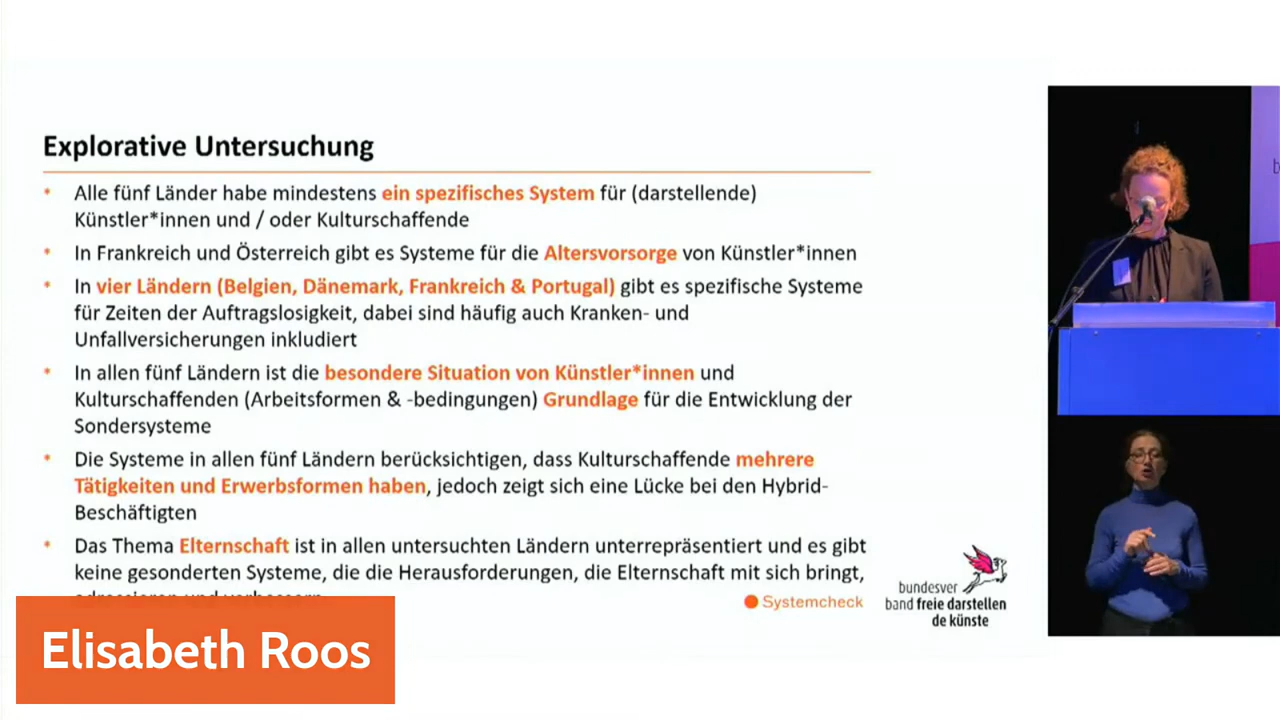 Explorative Untersuchung
* Alle fünf Länder habe mindestens ein spezifisches System für (darstellende)
Künstler*innen und / oder Kulturschaffende
* In Frankreich und Österreich gibt es Systeme für die Altersvorsorge von Künstler*innen
* In vier Ländern (Belgien, Dänemark, Frankreich & Portugal) gibt es spezifische Systeme
für Zeiten der Auftragslosigkeit, dabei sind häufig auch Kranken- und
Unfallversicherungen inkludiert
* In allen fünf Ländern ist die besondere Situation von Künstler*innen und
Kulturschaffenden (Arbeitsformen & -bedingungen) Grundlage für die Entwicklung der
Sondersysteme
* Die Systeme in allen fünf Ländern berücksichtigen, dass Kulturschaffende mehrere
Tätigkeiten und Erwerbsformen haben, jedoch zeigt sich eine Lücke bei den Hybrid-
Beschäftigten
* Das Thema Elternschaft ist in allen untersuchten Ländern unterrepräsentiert und es gibt
keine gesonderten Systeme, die die Herausforderungen, die Elternschaft mit sich bringt,
Systemcheck
bundesver
band freie darstellen
de künste
Elisabeth Roos